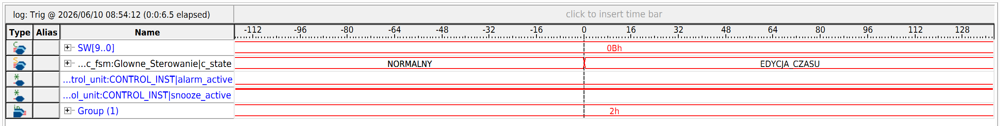 log: Trig @ 2026/06/10 08:54:12 (0:0:6.5 elapsed)
click to insert time bar
Type Alias Name -112 -96 -80 -64 -48 -32 -16 0 16 32 48 64 80 96 112 128
SW[9..0] 0Bh
...c_fsm:Glowne_Sterowanie|c_state NORMALNY EDYCJA_CZASU
...trol_unit:CONTROL_INST|alarm_active
...ol_unit:CONTROL_INST|snooze_active
Group (1) 2h